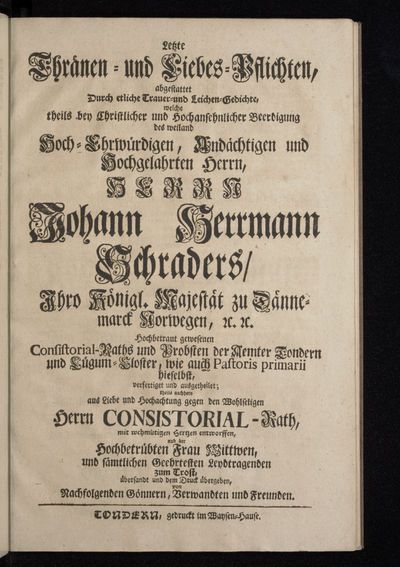 Letzte
Thränen- und Liebes-Pflichten,
abgestattet
Durch etliche Trauer- und Leichen-Gedichte,
welche
theils bey Christlicher und Hochansehnlicher Beerdigung
des weiland
Hoch-Ehrwürdigen, Andächtigen und
Hochgelahrten Herrn,
HERRN
Johann Herrmann
Schraders/
Ihro Königl. Majestät zu Dänne-
marck Norwegen, ꝛc. ꝛc.
Hochbetraut gewesenen
Consistorial-Raths und Probsten der Aemter Tondern
und Lügum-Closter, wie auch Pastoris primarii
hieselbst,
verfertiget und ausgetheilet;
theils nachhero
aus Liebe und Hochachtung gegen den Wohlseligen
Herrn CONSISTORIAL-Rath,
mit wehmütigen Hertzen entworffen,
und der
Hochbetrübten Frau Wittwen,
und sämtlichen Geehrtesten Leydtragenden
zum Trost,
übersandt und dem Druck übergeben,
von
Nachfolgenden Gönnern, Verwandten und Freunden.
TONDERN, gedruckt im Waysen-Hause.